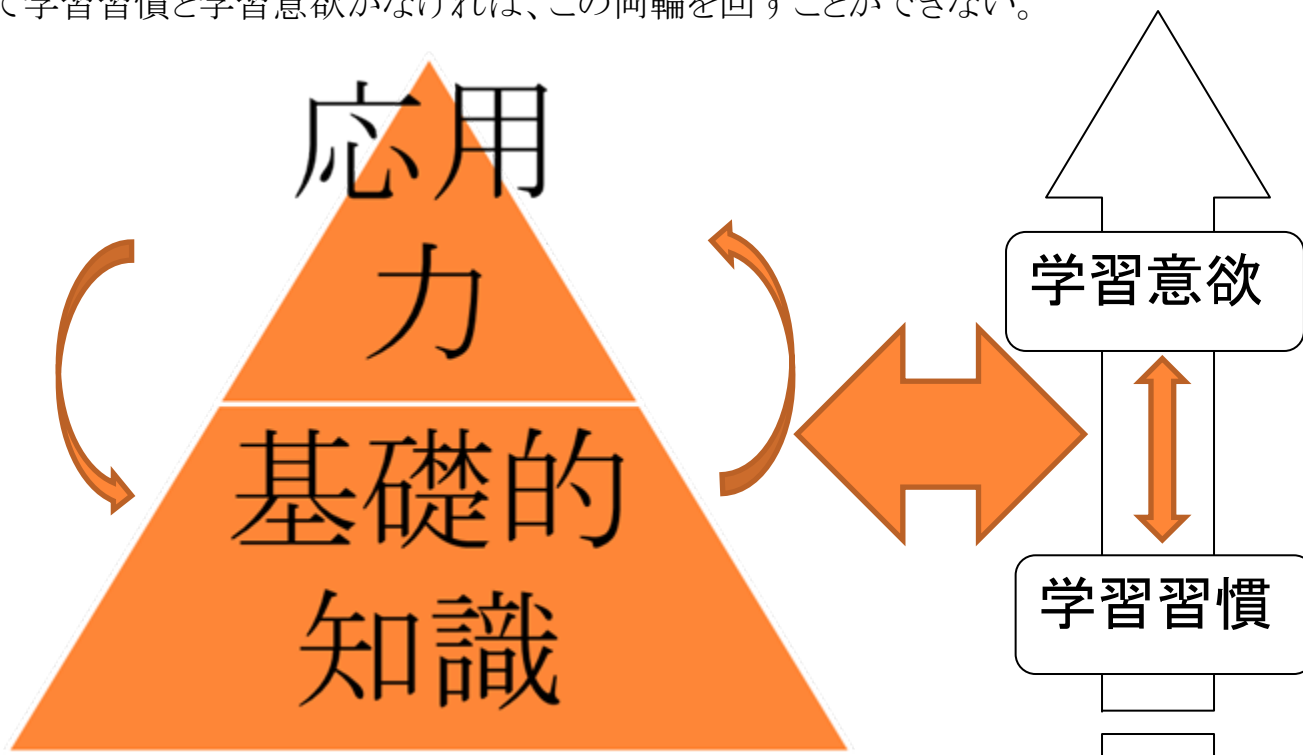 て学習習慣と学習意欲がなければ、この両輪を回すことができない。
応用
力
基礎的
知識
学習意欲
学習習慣